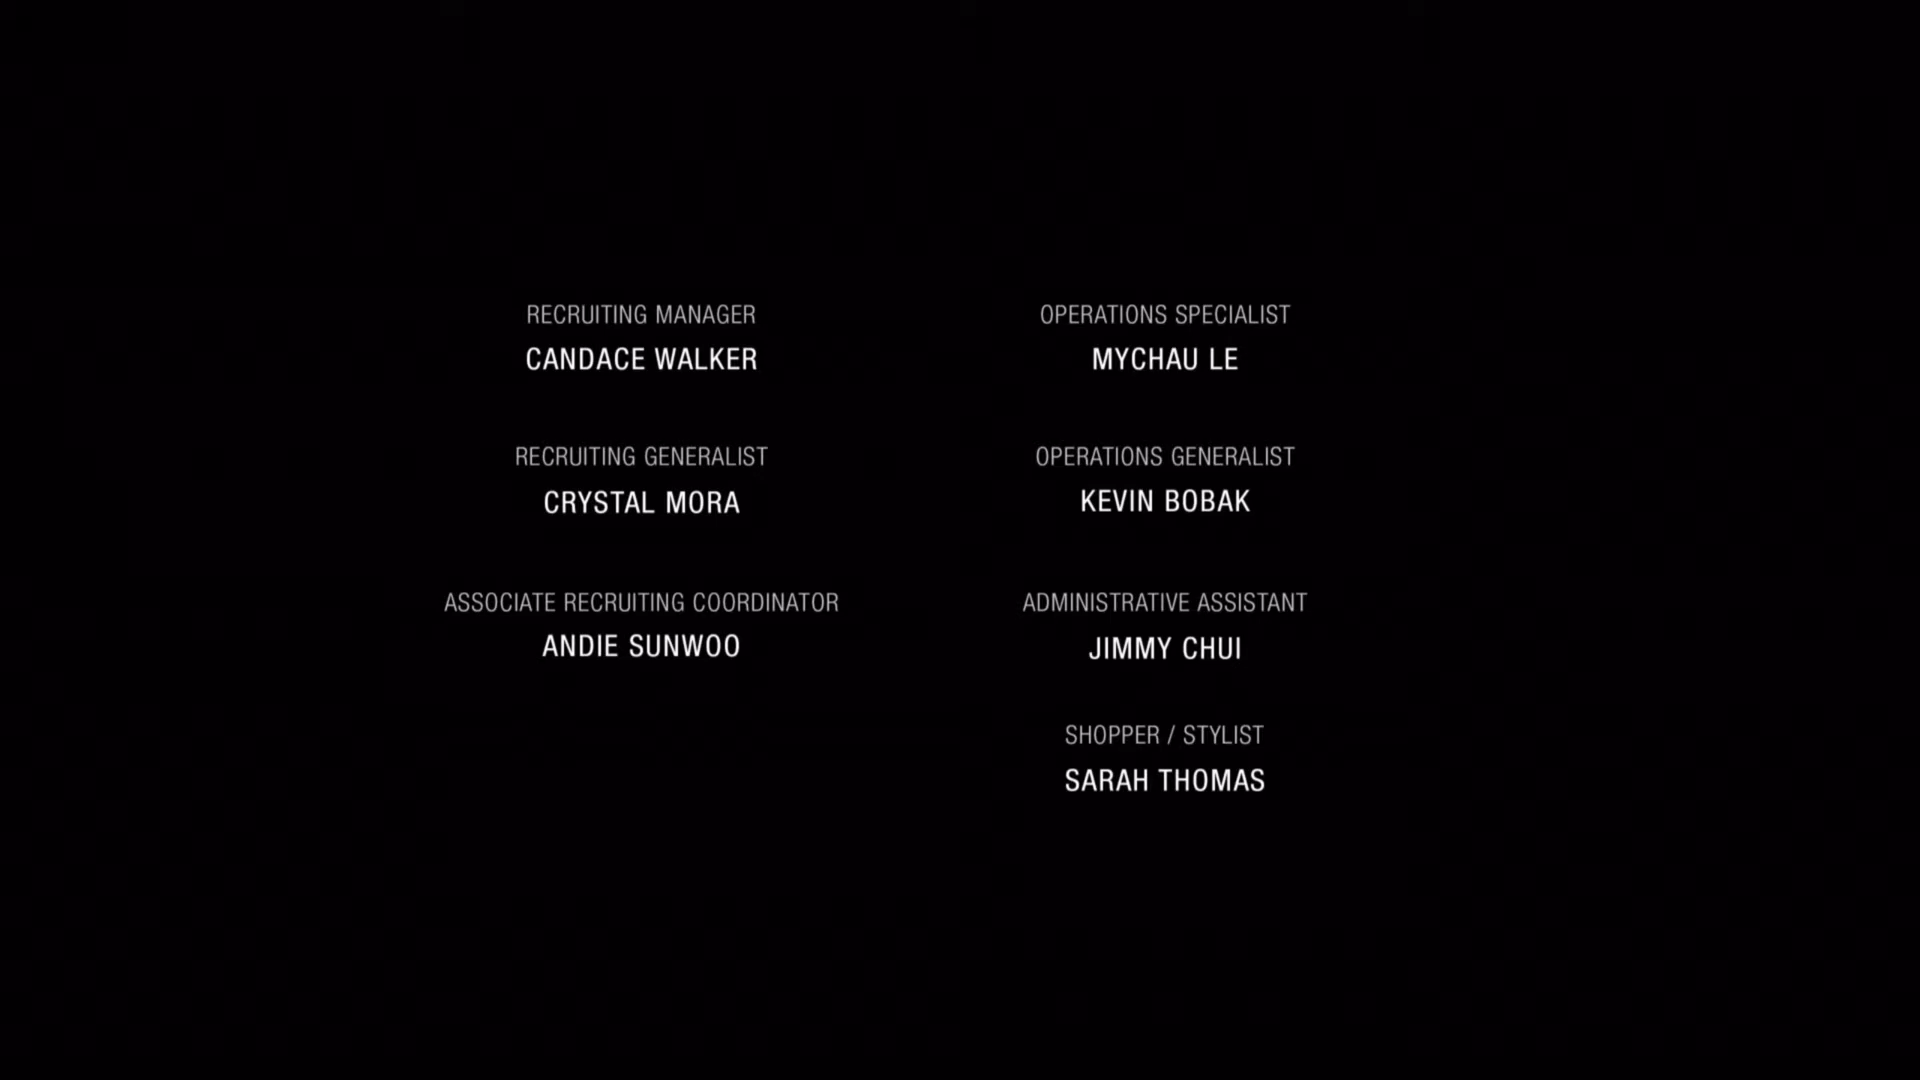 RECRUITING MANAGER
CANDACE WALKER
RECRUITING GENERALIST
CRYSTAL MORA
ASSOCIATE RECRUITING COORDINATOR
ANDIE SUNWOO
OPERATIONS SPECIALIST
MYCHAU LE
OPERATIONS GENERALIST
KEVIN BOBAK
ADMINISTRATIVE ASSISTANT
JIMMY CHUI
SHOPPER / STYLIST
SARAH THOMAS